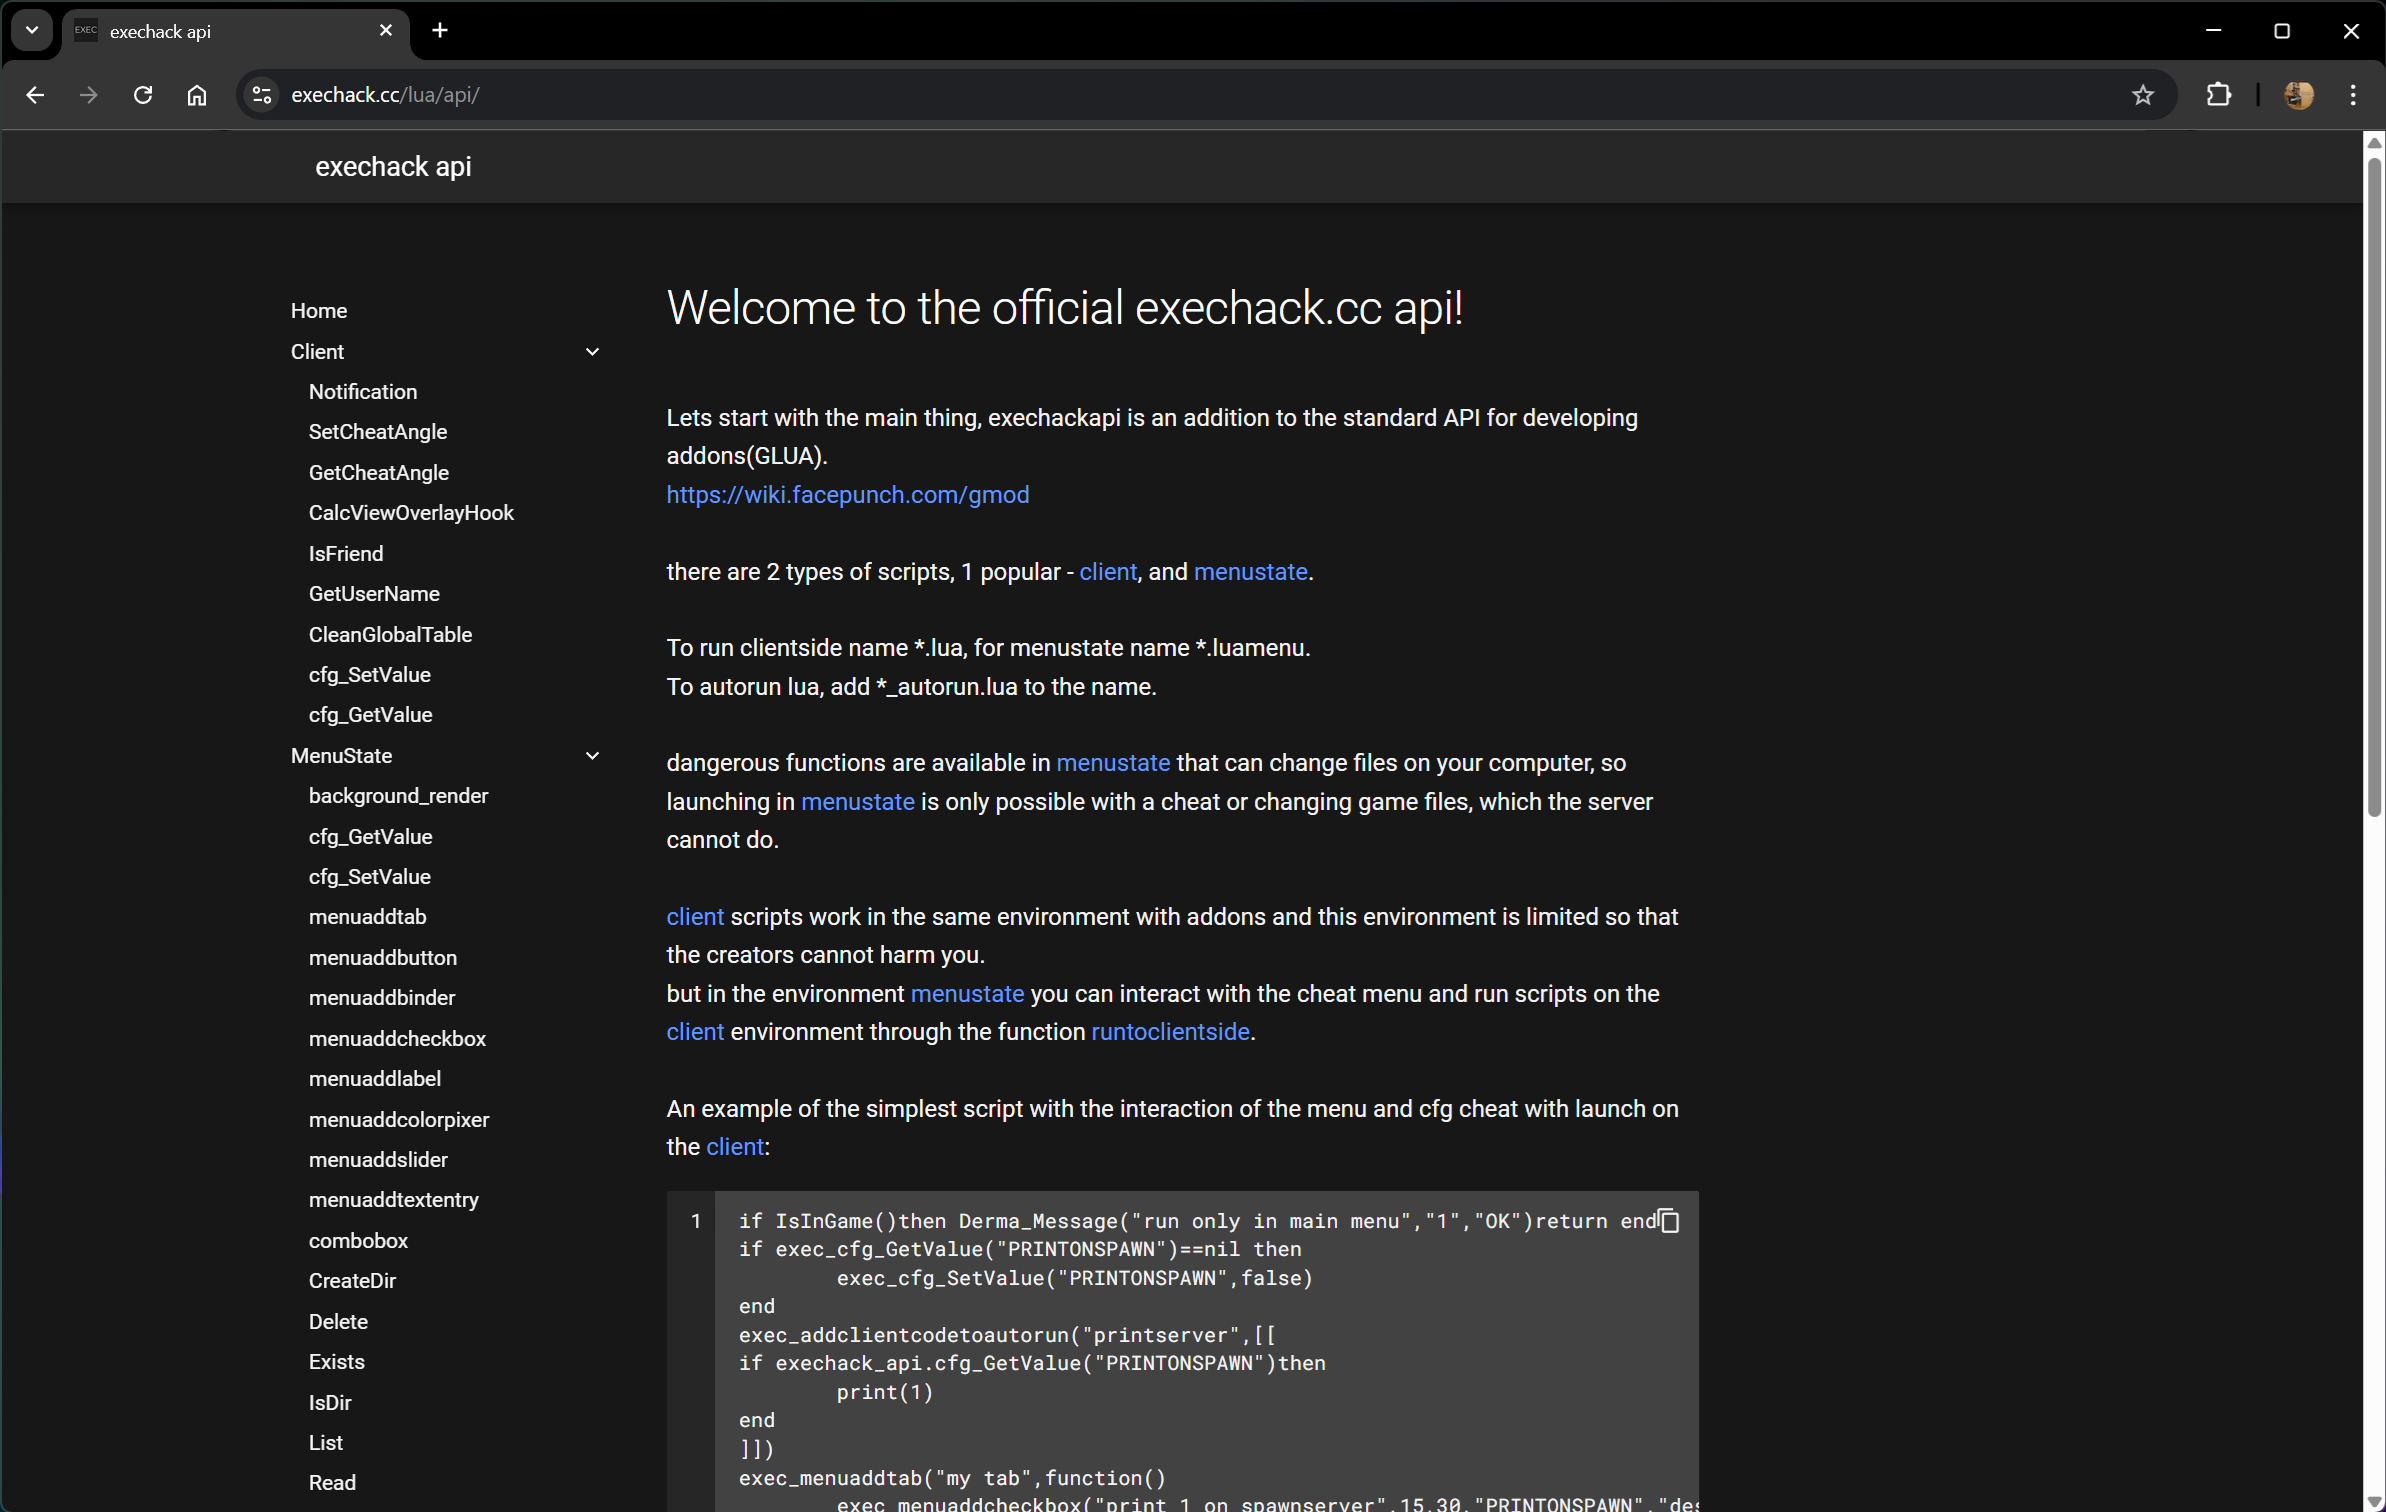 EXEC
exechack api
exechack.cc/lua/api/
exechack api
Home
Client
Notification
SetCheatAngle
GetCheatAngle
CalcViewOverlayHook
IsFriend
GetUserName
CleanGlobalTable
cfg_SetValue
cfg_GetValue
MenuState
background_render
cfg_GetValue
cfg_SetValue
menuaddtab
menuaddbutton
menuaddbinder
menuaddcheckbox
menuaddlabel
menuaddcolorpixer
menuaddslider
menuaddtextentry
combobox
CreateDir
Delete
Exists
IsDir
List
Read
Welcome to the official exechack.cc api!
Lets start with the main thing, exechackapi is an addition to the standard API for developing
addons(GLUA).
https://wiki.facepunch.com/gmod
there are 2 types of scripts, 1 popular - client, and menustate.
To run clientside name *.lua, for menustate name *.luamenu.
To autorun lua, add *_autorun.lua to the name.
dangerous functions are available in menustate that can change files on your computer, so
launching in menustate is only possible with a cheat or changing game files, which the server
cannot do.
client scripts work in the same environment with addons and this environment is limited so that
the creators cannot harm you.
but in the environment menustate you can interact with the cheat menu and run scripts on the
client environment through the function runtoclientside.
An example of the simplest script with the interaction of the menu and cfg cheat with launch on
the client:
1 if IsInGame()then Derma_Message("run only in main menu","1","OK")return end
if exec_cfg_GetValue("PRINTONSPAWN")==nil then
        exec_cfg_SetValue("PRINTONSPAWN",false)
end
exec_addclientcodetoautorun("printserver",[[
if exechack_api.cfg_GetValue("PRINTONSPAWN")then
        print(1)
end
]])
exec_menuaddtab("my tab",function()
        exec_menuaddcheckbox("print 1 on spawnserver",15,30,"PRINTONSPAWN","des